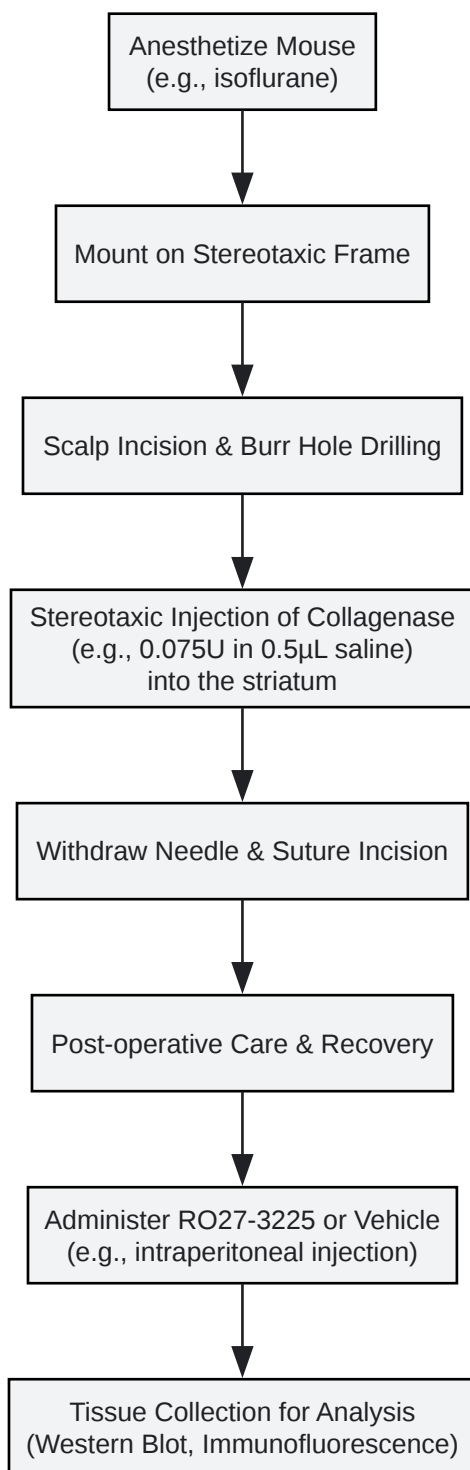 Anesthetize Mouse
(e.g., isoflurane)
Mount on Stereotaxic Frame
Scalp Incision & Burr Hole Drilling
Stereotaxic Injection of Collagenase
(e.g., 0.075U in 0.5µL saline)
into the striatum
Withdraw Needle & Suture Incision
Post-operative Care & Recovery
Administer RO27-3225 or Vehicle
(e.g., intraperitoneal injection)
Tissue Collection for Analysis
(Western Blot, Immunofluorescence)